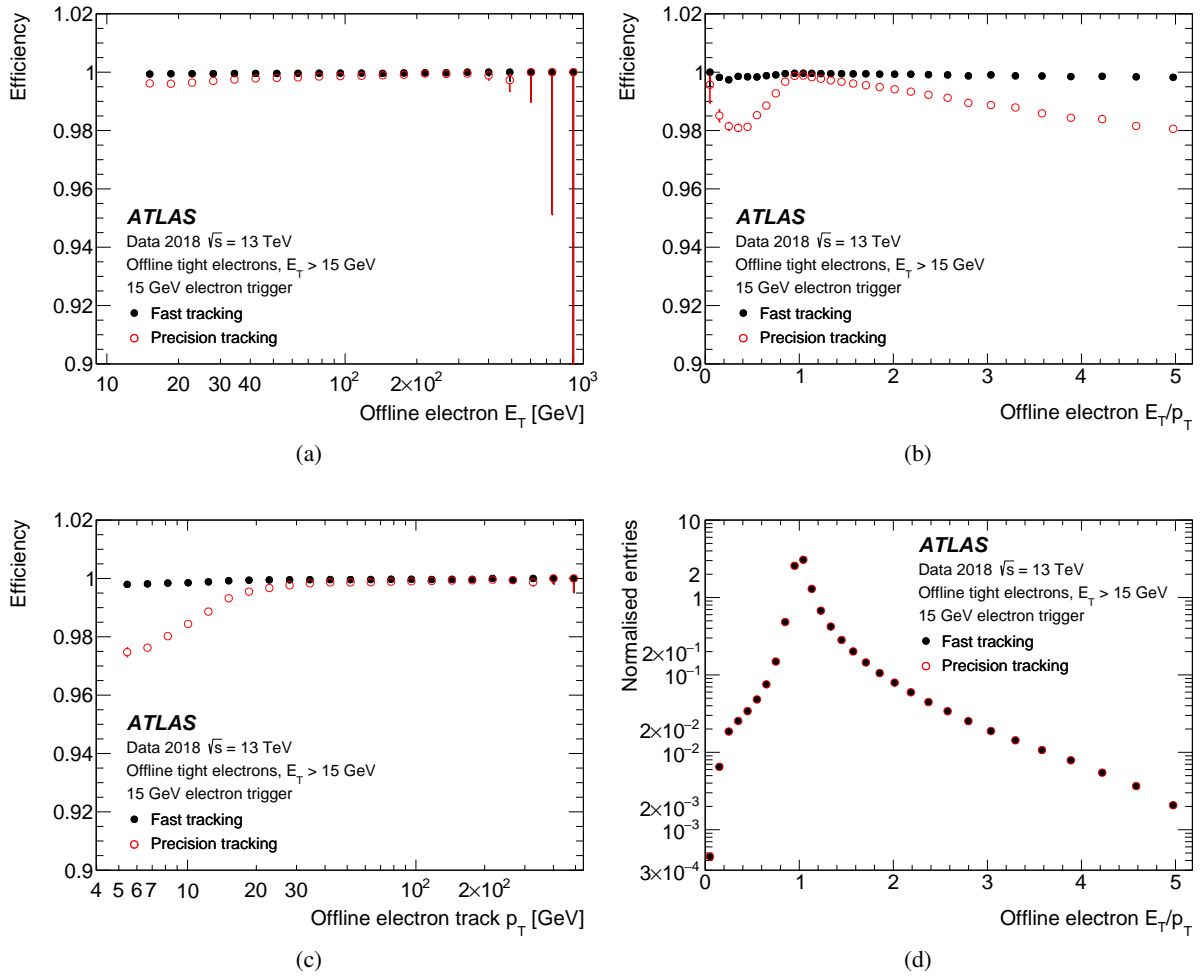 Efficiency
1.02
1
0.98
0.96
0.94
0.92
0.9
ATLAS
Data 2018 √s = 13 TeV
Offline tight electrons, E_T > 15 GeV
15 GeV electron trigger
Fast tracking
Precision tracking
10 20 30 40 10² 2×10² 10³
Offline electron E_T [GeV]
(a)
Efficiency
1.02
1
0.98
0.96
0.94
0.92
0.9
ATLAS
Data 2018 √s = 13 TeV
Offline tight electrons, E_T > 15 GeV
15 GeV electron trigger
Fast tracking
Precision tracking
0 1 2 3 4 5
Offline electron E_T/p_T
(b)
Efficiency
1.02
1
0.98
0.96
0.94
0.92
0.9
ATLAS
Data 2018 √s = 13 TeV
Offline tight electrons, E_T > 15 GeV
15 GeV electron trigger
Fast tracking
Precision tracking
4 5 6 7 10 20 30 10² 2×10²
Offline electron track p_T [GeV]
(c)
Normalised entries
10
2
1
2×10⁻¹
10⁻¹
2×10⁻²
10⁻²
2×10⁻³
10⁻³
3×10⁻⁴
ATLAS
Data 2018 √s = 13 TeV
Offline tight electrons, E_T > 15 GeV
15 GeV electron trigger
Fast tracking
Precision tracking
0 1 2 3 4 5
Offline electron E_T/p_T
(d)